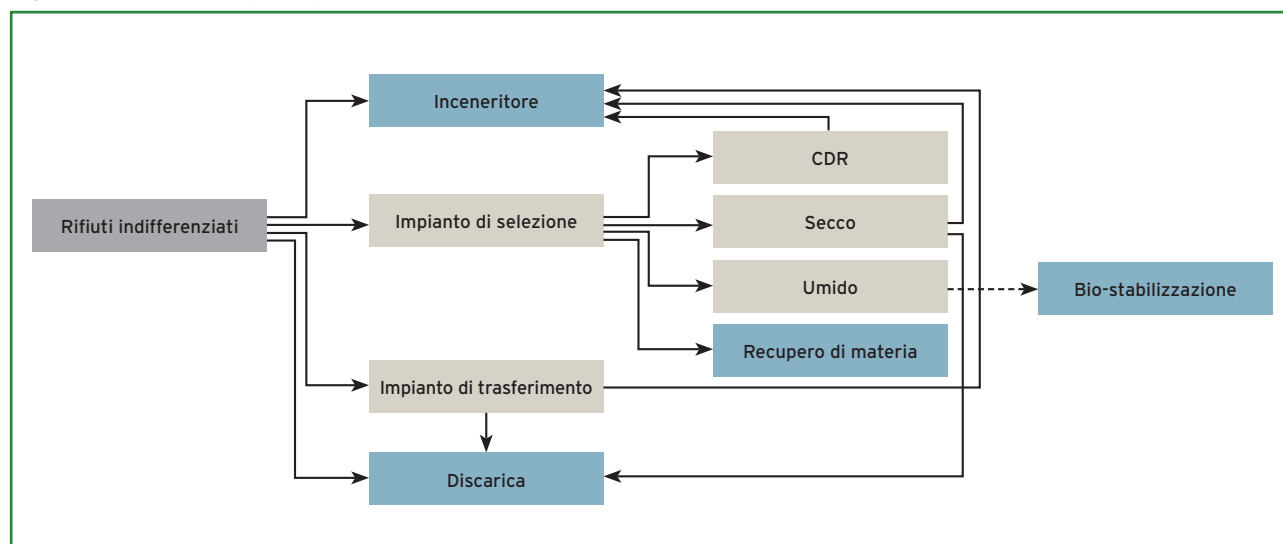 Inceneritore
CDR
Rifiuti indifferenziati
Impianto di selezione
Secco
Umido
Bio-stabilizzazione
Recupero di materia
Impianto di trasferimento
Discarica